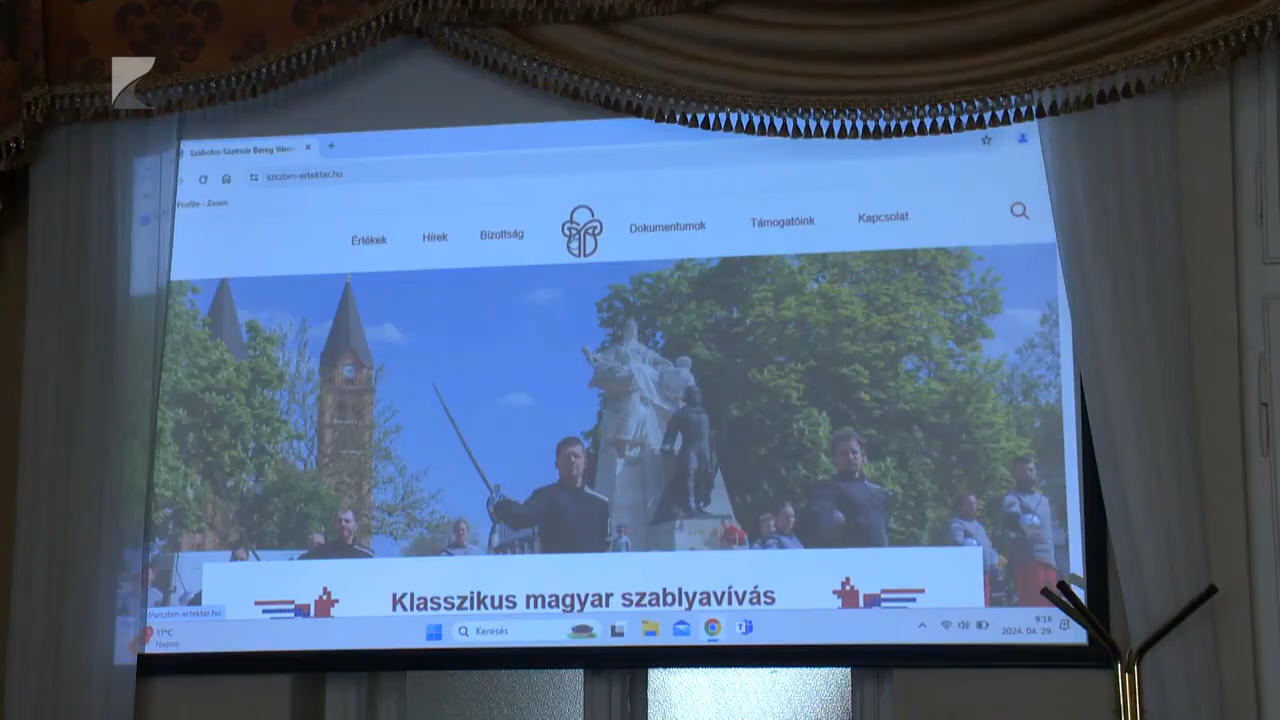 Szabolcs-Szatmár Bereg Várm
szszbm-ertektar.hu
Profile - Zoom
Értékek Hírek Bizottság Dokumentumok Támogatóink Kapcsolat
Klasszikus magyar szablyavívás
//szszbm-ertektar.hu
17°C
Napos
Keresés
9:16
2024. 04. 29.